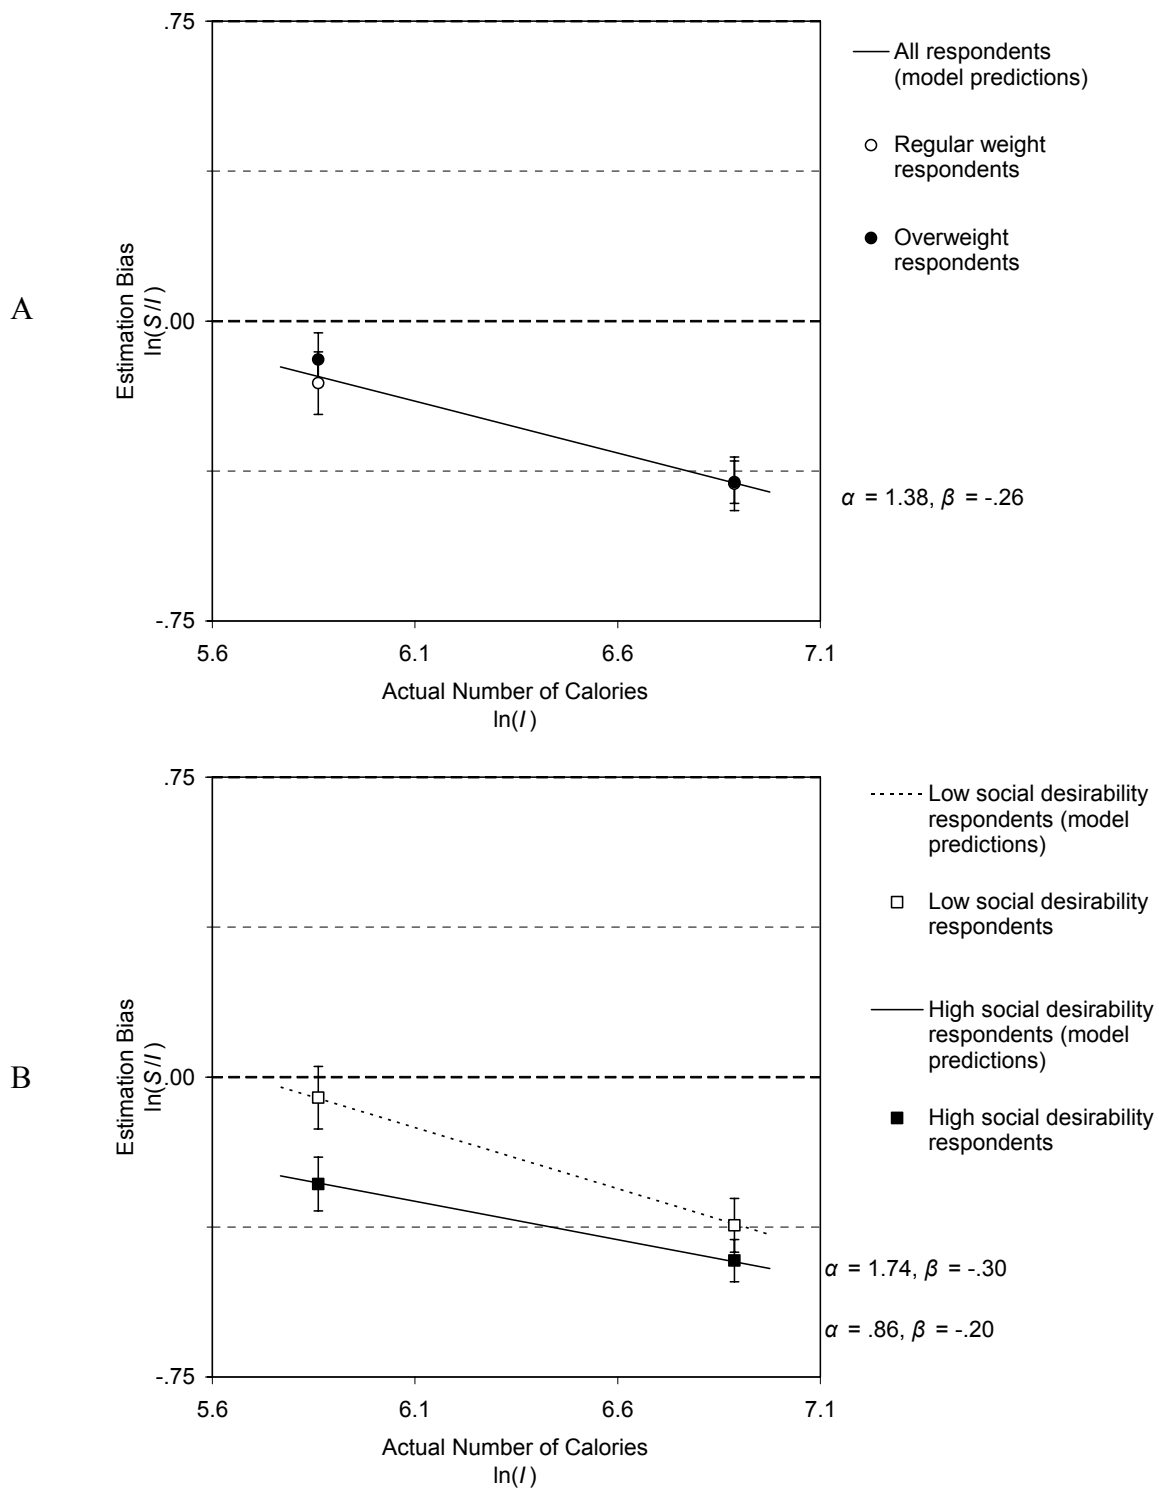 A
.75
.00
-.75
Estimation Bias
ln(S/I)
5.6
6.1
6.6
7.1
Actual Number of Calories
ln(I)
All respondents
(model predictions)
Regular weight
respondents
Overweight
respondents
α = 1.38, β = -.26
B
.75
.00
-.75
Estimation Bias
ln(S/I)
5.6
6.1
6.6
7.1
Actual Number of Calories
ln(I)
Low social desirability
respondents (model
predictions)
Low social desirability
respondents
High social desirability
respondents (model
predictions)
High social desirability
respondents
α = 1.74, β = -.30
α = .86, β = -.20